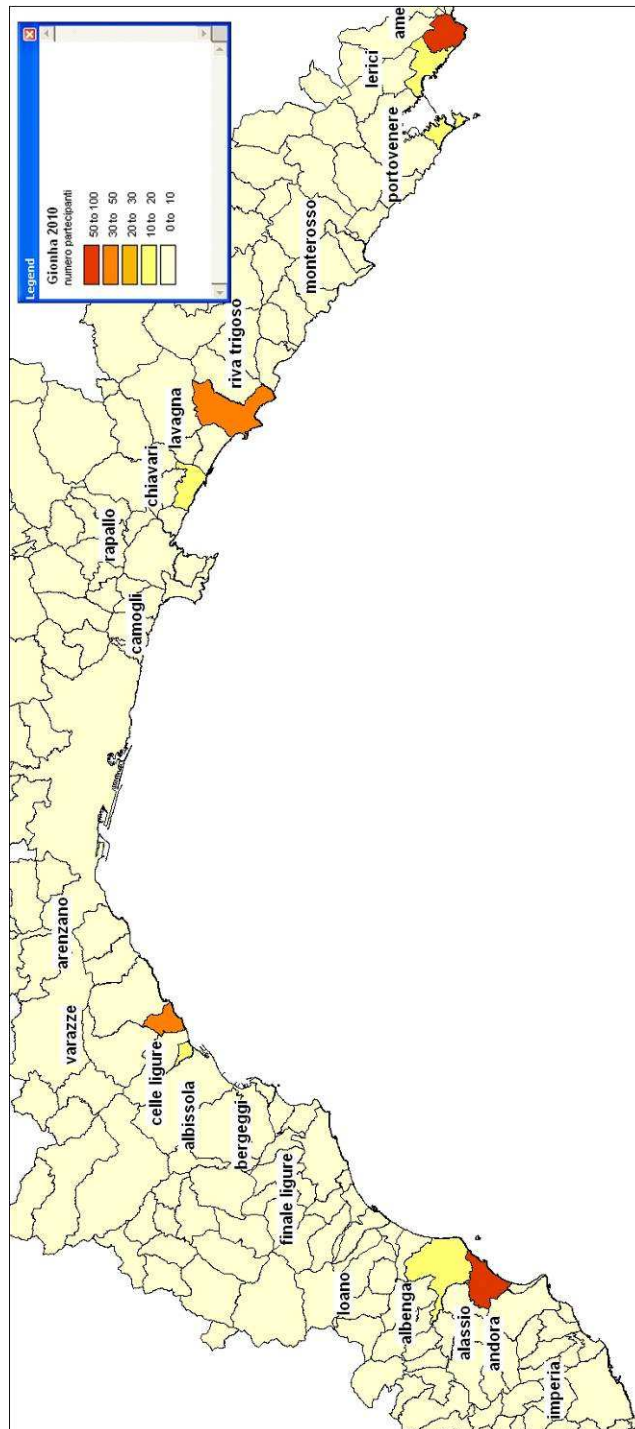 Legend
Gionha 2010
numero partecipanti
50 to 100
30 to 50
20 to 30
10 to 20
0 to 10
varazze
arenzano
celle ligure
albissola
bergeggi
finale ligure
loano
albenga
alassio
andora
imperia
camogli
rapallo
chiavari
lavagna
riva trigoso
monterosso
portovenere
lerici
ame